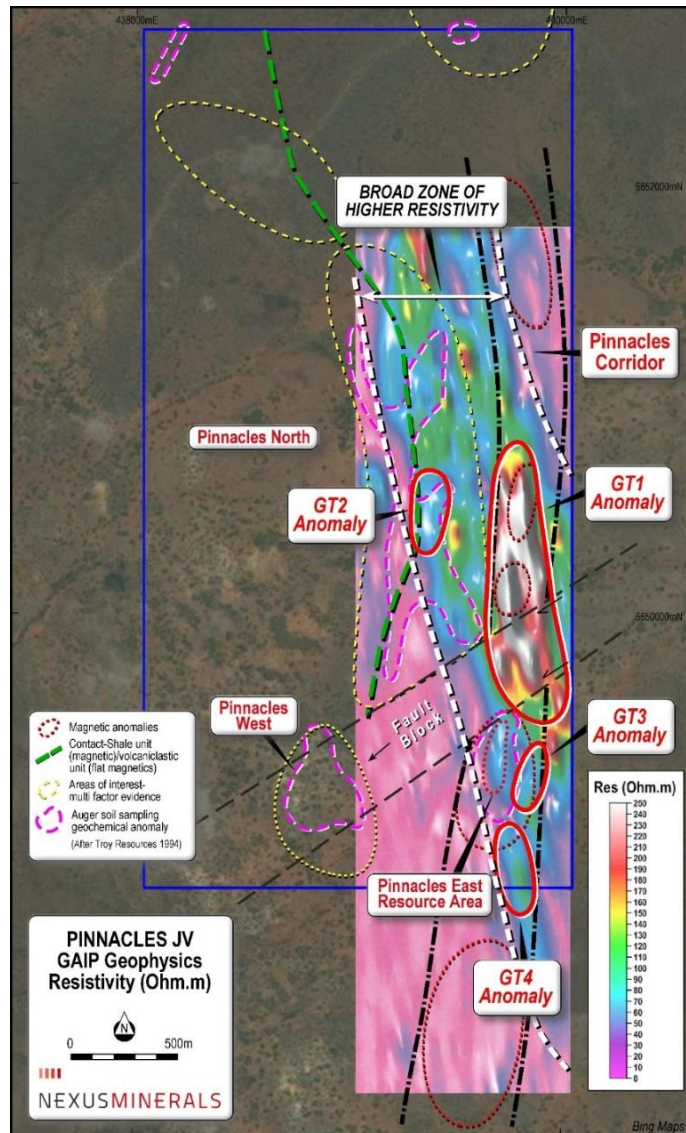 438000mE
440000mE
6652000mN
BROAD ZONE OF
HIGHER RESISTIVITY
Pinnacles
Corridor
Pinnacles North
GT2
Anomaly
GT1
Anomaly
6650000mN
Pinnacles
West
Fault
Block
GT3
Anomaly
Magnetic anomalies
Contact-Shale unit
(magnetic)/volcaniclastic
unit (flat magnetics)
Areas of interest-
multi factor evidence
Auger soil sampling
geochemical anomaly
(After Troy Resources 1994)
Pinnacles East
Resource Area
GT4
Anomaly
Res (Ohm.m)
250
240
230
220
210
200
190
180
170
160
150
140
130
120
110
100
90
80
70
60
50
40
30
20
10
0
PINNACLES JV
GAIP Geophysics
Resistivity (Ohm.m)
N
0 500m
NEXUSMINERALS
Bing Maps